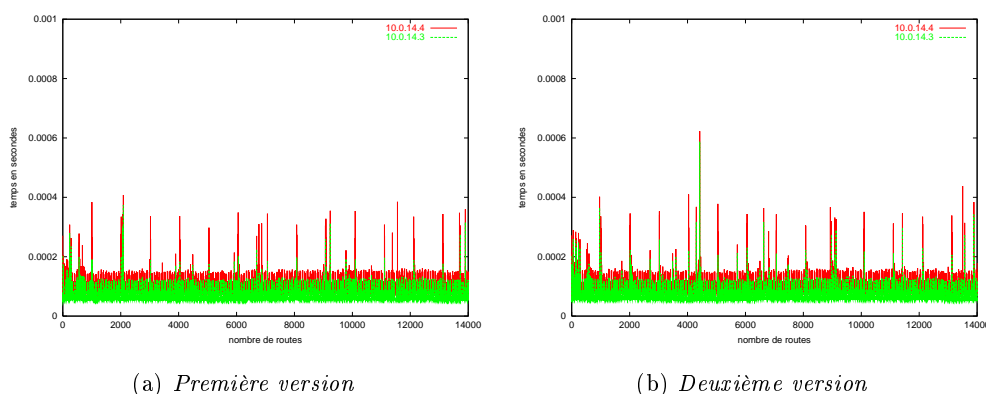 0.001
0.0008
0.0006
0.0004
0.0002
0
temps en secondes
0 2000 4000 6000 8000 10000 12000 14000
nombre de routes
10.0.14.4
10.0.14.3
(a) Première version
0.001
0.0008
0.0006
0.0004
0.0002
0
temps en secondes
0 2000 4000 6000 8000 10000 12000 14000
nombre de routes
10.0.14.4
10.0.14.3
(b) Deuxième version